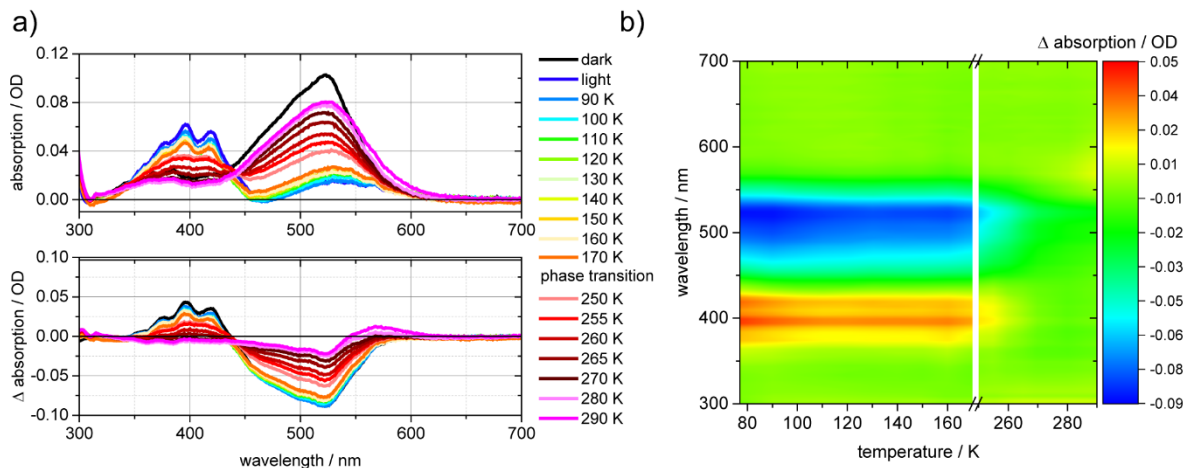 a)
absorption / OD
0.12
0.08
0.04
0.00
300
400
500
600
700
Δ absorption / OD
0.10
0.05
0.00
-0.05
-0.10
300
400
500
600
700
wavelength / nm
dark
light
90 K
100 K
110 K
120 K
130 K
140 K
150 K
160 K
170 K
phase transition
250 K
255 K
260 K
265 K
270 K
280 K
290 K
b)
wavelength / nm
700
600
500
400
300
80
100
120
140
160
260
280
temperature / K
Δ absorption / OD
0.05
0.04
0.02
0.01
-0.01
-0.02
-0.03
-0.05
-0.06
-0.08
-0.09